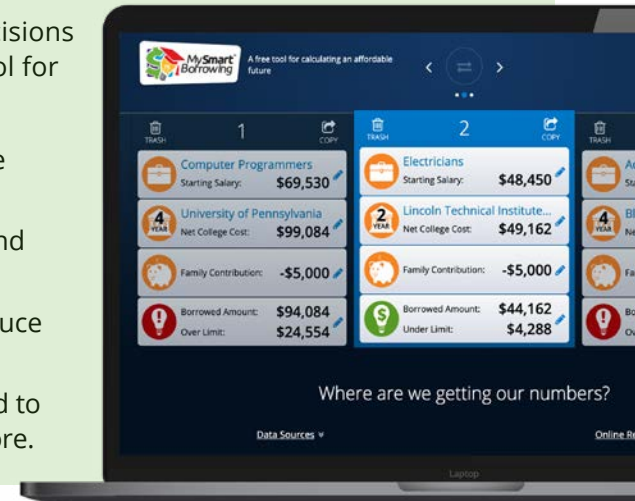 isions
ol for
e
nd
uce
d to
ore.
MySmart
Borrowing
A free tool for calculating an affordable
future
TRASH 1 COPY
Computer Programmers
Starting Salary: $69,530
4 YEAR University of Pennsylvania
Net College Cost: $99,084
Family Contribution: -$5,000
Borrowed Amount: $94,084
Over Limit: $24,554
TRASH 2 COPY
Electricians
Starting Salary: $48,450
2 YEAR Lincoln Technical Institute...
Net College Cost: $49,162
Family Contribution: -$5,000
$ Borrowed Amount: $44,162
Under Limit: $4,288
TRASH
4 YEAR
Where are we getting our numbers?
Data Sources
Online Re
Laptop